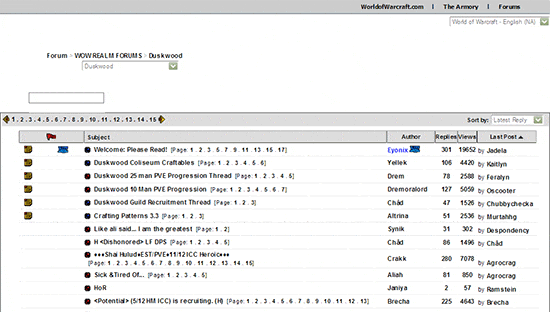 WorldofWarcraft.com | The Armory | Forums
World of Warcraft - English (NA)
Forum > WOW REALM FORUMS > Duskwood
Duskwood
1 . 2 . 3 . 4 . 5 . 6 . 7 . 8 . 9 . 10 . 11 . 12 . 13 . 14 . 15 Sort by: Latest Reply
Subject Author Replies Views Last Post
Welcome: Please Read! [Page: 1 . 2 . 3 . 5 . 7 . 9 . 11 . 13 . 15 . 17] Eyonix 301 19652 by Jadela
Duskwood Coliseum Craftables [Page: 1 . 2 . 3 . 4 . 5 . 6] Yellek 106 4420 by Kaitlyn
Duskwood 25 man PVE Progression Thread [Page: 1 . 2 . 3 . 4] Drem 78 2588 by Feralyn
Duskwood 10 Man PVE Progression [Page: 1 . 2 . 3 . 4 . 5 . 6 . 7] Dremoralord 127 5059 by Oscooter
Duskwood Guild Recruitment Thread [Page: 1 . 2 . 3] Chåd 47 1526 by Chubbychecka
Crafting Patterns 3.3 [Page: 1 . 2 . 3] Altrina 51 2536 by Murtahhg
Like ali said... I am the greatest [Page: 1 . 2] Synik 31 302 by Despondency
H <Dishonored> LF DPS [Page: 1 . 2 . 3 . 4 . 5] Chåd 86 1496 by Chåd
♦♦♦Shai Hulud♦EST/PVE♦11/12 ICC Heroic♦♦♦
[Page: 1 . 2 . 3 . 4 . 5 . 6 . 7 . 8 . 9 . 10 . 11 . 12 . 13 . 14 . 15] Crakk 280 7078 by Agrocrag
Sick &Tired Of... [Page: 1 . 2 . 3 . 4 . 5] Aliah 81 850 by Agrocrag
HoR Janiya 2 57 by Ramstein
<Potential> (5/12 HM ICC) is recruiting. (H) [Page: 1 . 2 . 3 . 4 . 5 . 6 . 7 . 8 . 9 . 10 . 11 . 12 . 13] Brecha 225 4643 by Brecha